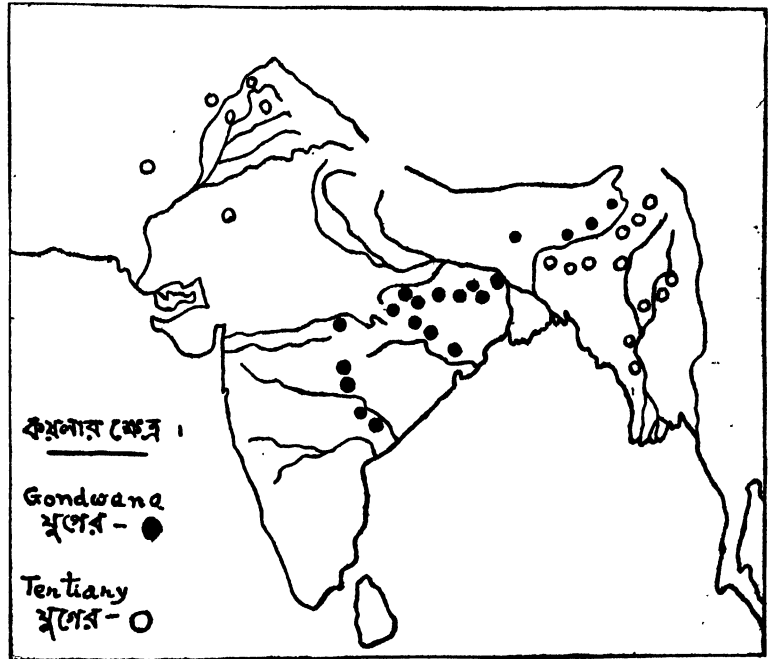 কয়লার ক্ষেত্র ।
Gondwana
যুগের - ●
Tentiany
যুগের - ○